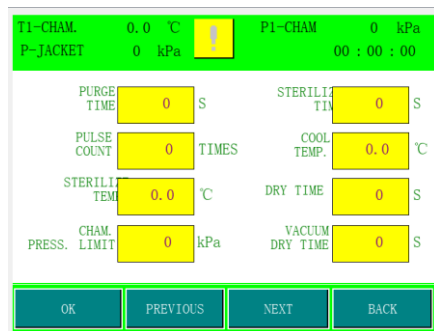 T1-CHAM. 0.0 ℃ ! P1-CHAM 0 kPa
P-JACKET 0 kPa 00 : 00 : 00
PURGE
TIME 0 S
STERILIZ
TIM 0 S
PULSE
COUNT 0 TIMES
COOL
TEMP. 0.0 ℃
STERILIZ
TEM 0.0 ℃
DRY TIME 0 S
CHAM.
PRESS. LIMIT 0 kPa
VACUUM
DRY TIME 0 S
OK PREVIOUS NEXT BACK